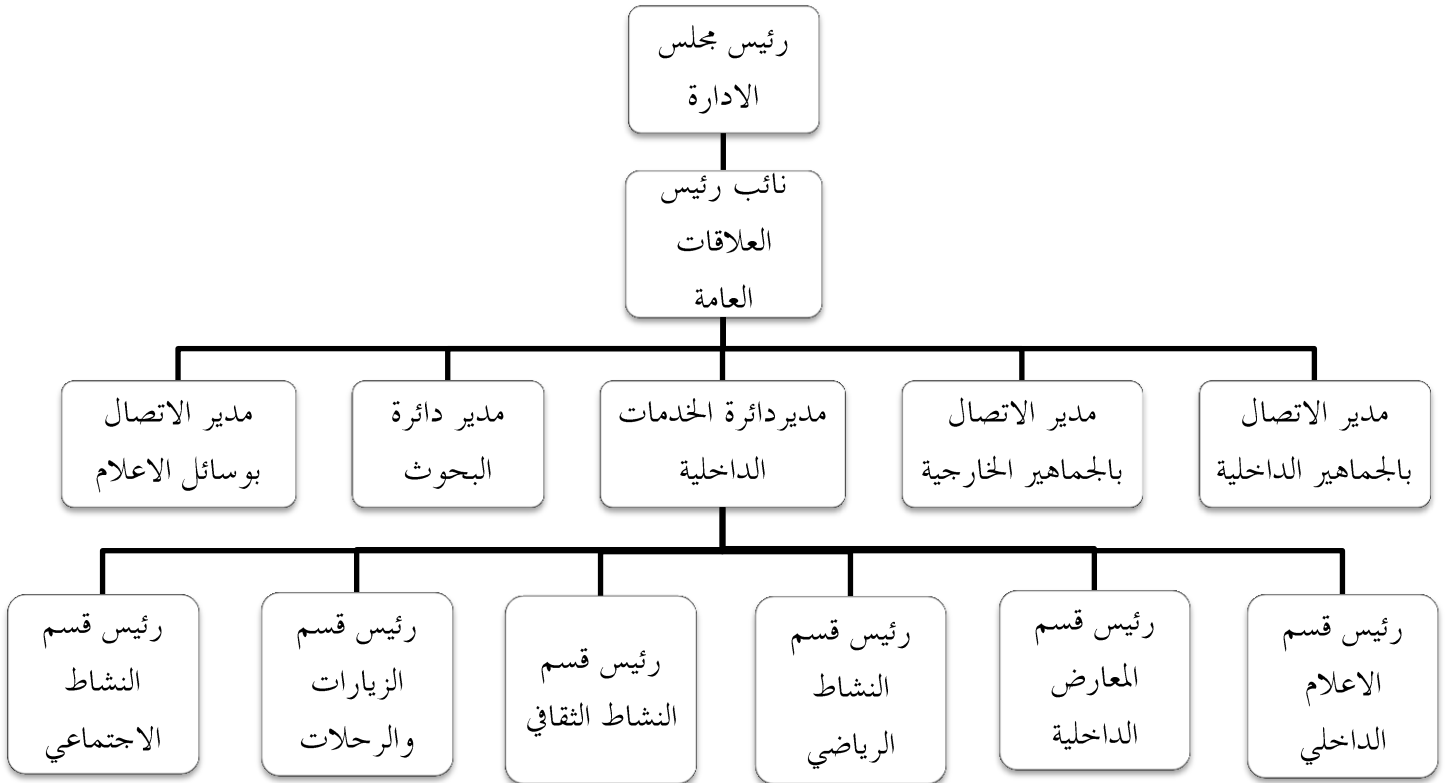 رئيس مجلس
الادارة
نائب رئيس
العلاقات
العامة
مدير الاتصال
بالجماهير الداخلية
مدير الاتصال
بالجماهير الخارجية
مديردائرة الخدمات
الداخلية
مدير دائرة
البحوث
مدير الاتصال
بوسائل الاعلام
رئيس قسم
الاعلام
الداخلي
رئيس قسم
المعارض
الداخلية
رئيس قسم
النشاط
الرياضي
رئيس قسم
النشاط الثقافي
رئيس قسم
الزيارات
والرحلات
رئيس قسم
النشاط
الاجتماعي